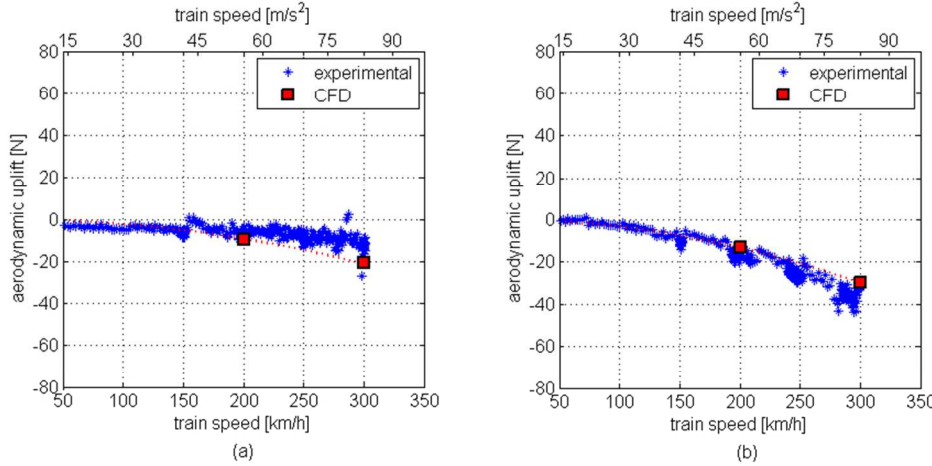 train speed [m/s²]
15 30 45 60 75 90
80
60
40
20
0
-20
-40
-60
-80
aerodynamic uplift [N]
experimental
CFD
50 100 150 200 250 300 350
train speed [km/h]
(a)
train speed [m/s²]
15 30 45 60 75 90
80
60
40
20
0
-20
-40
-60
-80
aerodynamic uplift [N]
experimental
CFD
50 100 150 200 250 300 350
train speed [km/h]
(b)